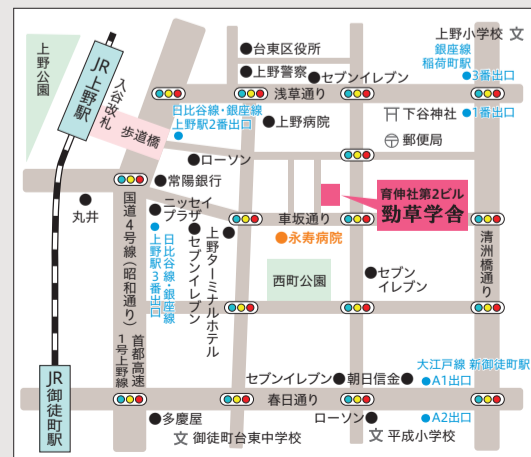 上野小学校
銀座線
稲荷町駅
3番出口
台東区役所
上野公園
JR上野駅
入谷改札
上野警察
セブンイレブン
浅草通り
日比谷線・銀座線
上野駅2番出口
歩道橋
上野病院
下谷神社
1番出口
郵便局
ローソン
常陽銀行
丸井
ニッセイ
プラザ
育伸社第2ビル
勁草学舎
車坂通り
国道4号線(昭和通り)
日比谷線・銀座線
上野駅3番出口
セブンイレブン
上野ターミナルホテル
永寿病院
西町公園
セブン
イレブン
清洲橋通り
首都高速
1号上野線
JR御徒町駅
大江戸線 新御徒町駅
セブンイレブン
朝日信金
A1出口
春日通り
多慶屋
ローソン
A2出口
御徒町台東中学校
平成小学校